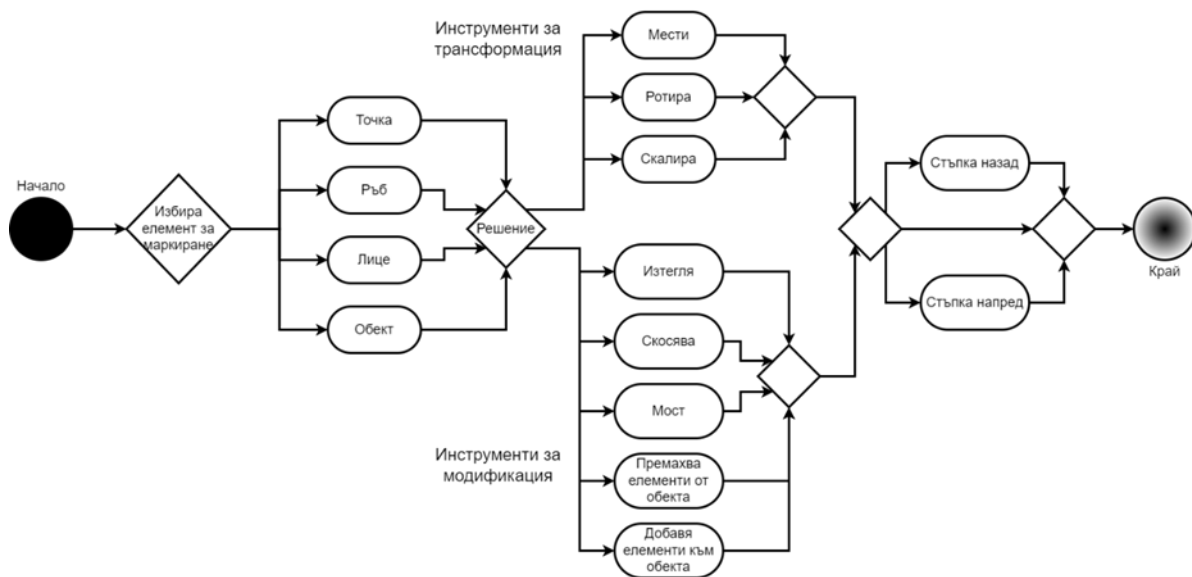 Инструменти за
трансформация
Мести
Ротира
Скалира
Точка
Ръб
Лице
Обект
Начало
Избира
елемент за
маркиране
Решение
Стъпка назад
Стъпка напред
Край
Изтегля
Скосява
Мост
Инструменти за
модификация
Премахва
елементи от
обекта
Добавя
елементи към
обекта